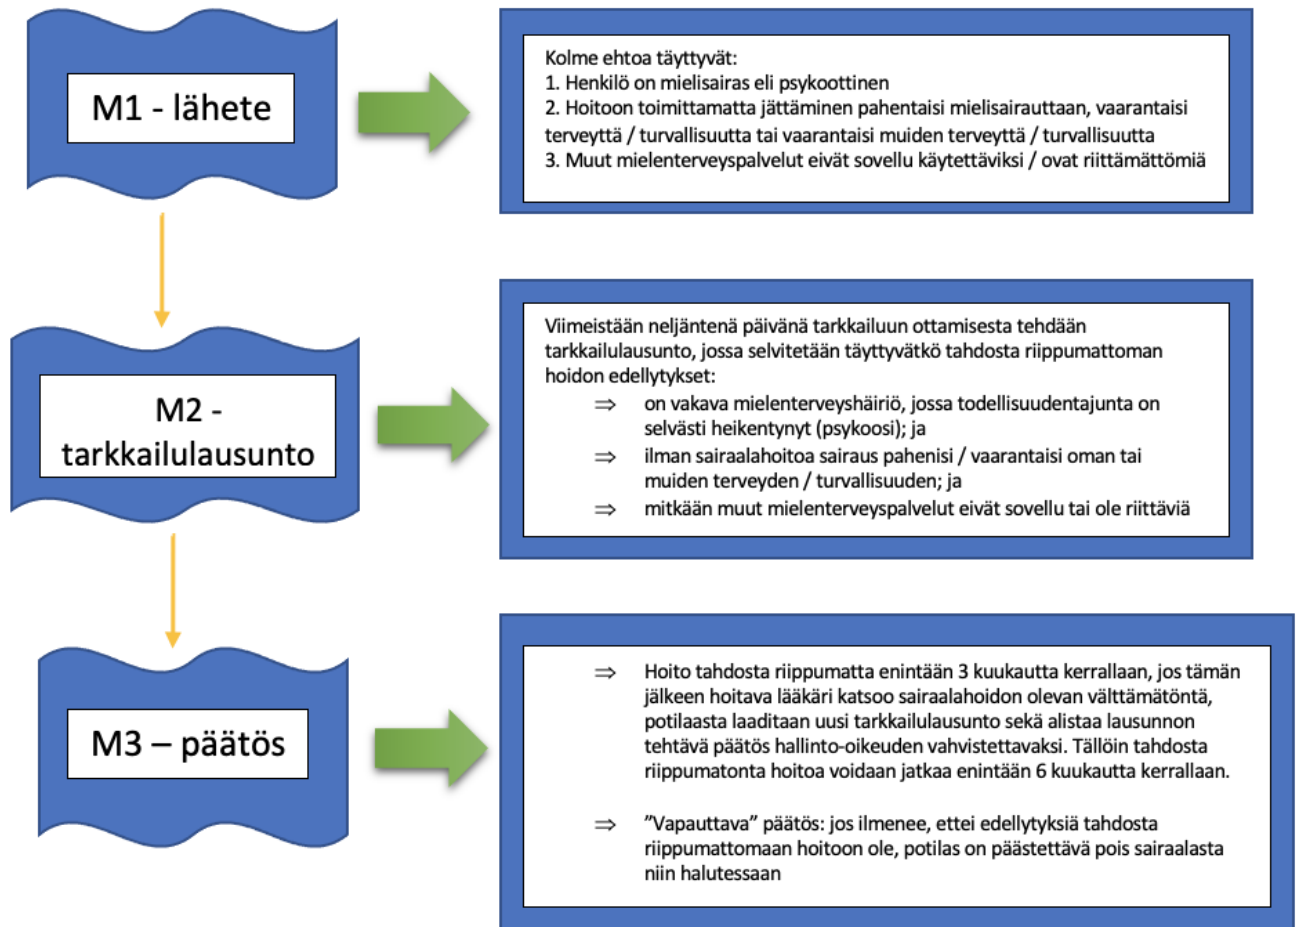 M1 - lähete
Kolme ehtoa täyttyvät:
1. Henkilö on mielisairas eli psykoottinen
2. Hoitoon toimittamatta jättäminen pahentaisi mielisairauttaan, vaarantaisi
terveyttä / turvallisuutta tai vaarantaisi muiden terveyttä / turvallisuutta
3. Muut mielenterveyspalvelut eivät sovellu käytettäviksi / ovat riittämättömiä
M2 -
tarkkailulausunto
Viimeistään neljäntenä päivänä tarkkailuun ottamisesta tehdään
tarkkailulausunto, jossa selvitetään täyttyvätkö tahdosta riippumattoman
hoidon edellytykset:
⇒ on vakava mielenterveyshäiriö, jossa todellisuudentajunta on
selvästi heikentynyt (psykoosi); ja
⇒ ilman sairaalahoitoa sairaus pahenisi / vaarantaisi oman tai
muiden terveyden / turvallisuuden; ja
⇒ mitkään muut mielenterveyspalvelut eivät sovellu tai ole riittäviä
M3 – päätös
⇒ Hoito tahdosta riippumatta enintään 3 kuukautta kerrallaan, jos tämän
jälkeen hoitava lääkäri katsoo sairaalahoidon olevan välttämätöntä,
potilaasta laaditaan uusi tarkkailulausunto sekä alistaa lausunnon
tehtävä päätös hallinto-oikeuden vahvistettavaksi. Tällöin tahdosta
riippumatonta hoitoa voidaan jatkaa enintään 6 kuukautta kerrallaan.
⇒ ”Vapauttava” päätös: jos ilmenee, ettei edellytyksiä tahdosta
riippumattomaan hoitoon ole, potilas on päästettävä pois sairaalasta
niin halutessaan